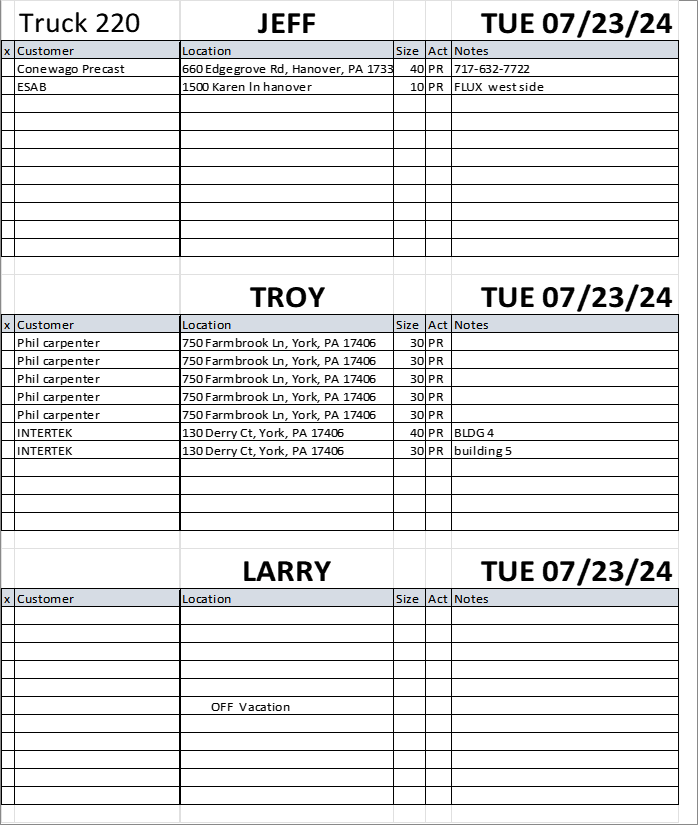 Truck 220 JEFF TUE 07/23/24
x Customer Location Size Act Notes
Conewago Precast 660 Edgegrove Rd, Hanover, PA 1733 40 PR 717-632-7722
ESAB 1500 Karen ln hanover 10 PR FLUX west side
TROY TUE 07/23/24
x Customer Location Size Act Notes
Phil carpenter 750 Farmbrook Ln, York, PA 17406 30 PR
Phil carpenter 750 Farmbrook Ln, York, PA 17406 30 PR
Phil carpenter 750 Farmbrook Ln, York, PA 17406 30 PR
Phil carpenter 750 Farmbrook Ln, York, PA 17406 30 PR
Phil carpenter 750 Farmbrook Ln, York, PA 17406 30 PR
INTERTEK 130 Derry Ct, York, PA 17406 40 PR BLDG 4
INTERTEK 130 Derry Ct, York, PA 17406 30 PR building 5
LARRY TUE 07/23/24
x Customer Location Size Act Notes
OFF Vacation